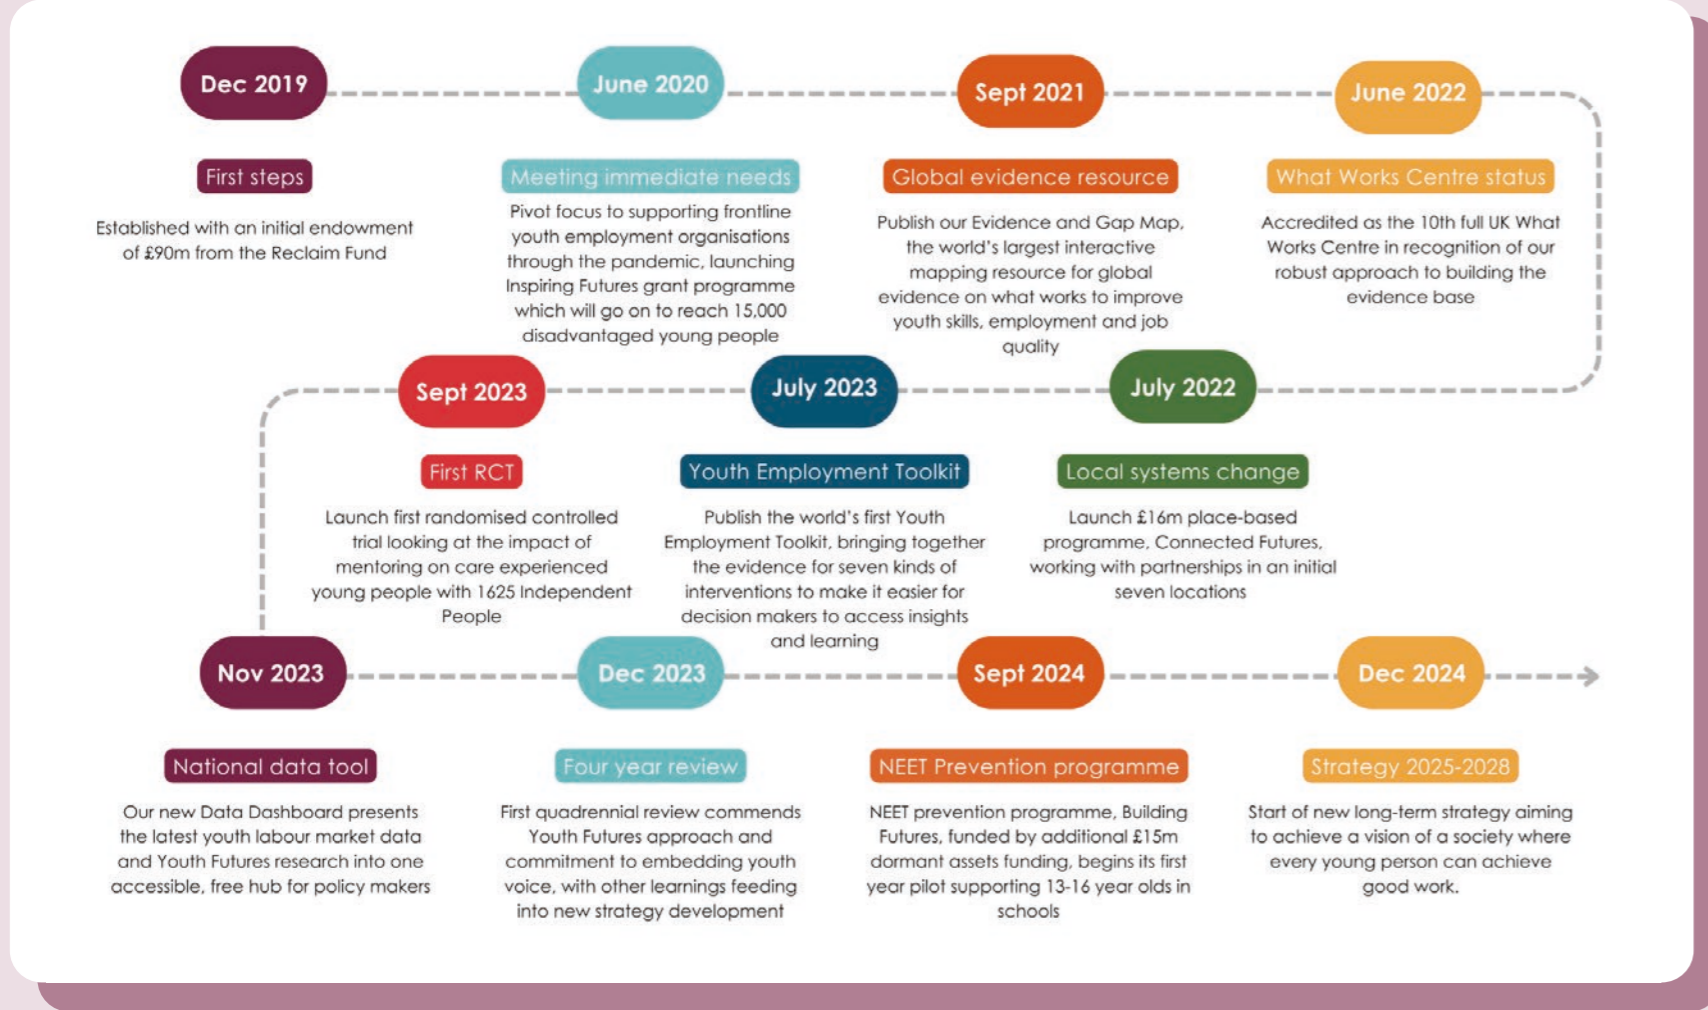 Dec 2019
First steps
Established with an initial endowment
of £90m from the Reclaim Fund
June 2020
Meeting immediate needs
Pivot focus to supporting frontline
youth employment organisations
through the pandemic, launching
Inspiring Futures grant programme
which will go on to reach 15,000
disadvantaged young people
Sept 2021
Global evidence resource
Publish our Evidence and Gap Map,
the world's largest interactive
mapping resource for global
evidence on what works to improve
youth skills, employment and job
quality
June 2022
What Works Centre status
Accredited as the 10th full UK What
Works Centre in recognition of our
robust approach to building the
evidence base
July 2022
Local systems change
Launch £16m place-based
programme, Connected Futures,
working with partnerships in an initial
seven locations
July 2023
Youth Employment Toolkit
Publish the world's first Youth
Employment Toolkit, bringing together
the evidence for seven kinds of
interventions to make it easier for
decision makers to access insights
and learning
Sept 2023
First RCT
Launch first randomised controlled
trial looking at the impact of
mentoring on care experienced
young people with 1625 Independent
People
Nov 2023
National data tool
Our new Data Dashboard presents
the latest youth labour market data
and Youth Futures research into one
accessible, free hub for policy makers
Dec 2023
Four year review
First quadrennial review commends
Youth Futures approach and
commitment to embedding youth
voice, with other learnings feeding
into new strategy development
Sept 2024
NEET Prevention programme
NEET prevention programme, Building
Futures, funded by additional £15m
dormant assets funding, begins its first
year pilot supporting 13-16 year olds in
schools
Dec 2024
Strategy 2025-2028
Start of new long-term strategy aiming
to achieve a vision of a society where
every young person can achieve
good work.